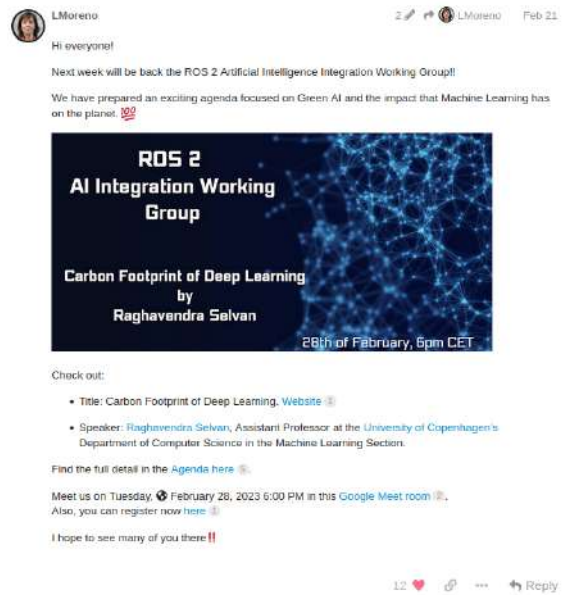 LMoreno 2 LMoreno Feb 21
Hi everyone!
Next week will be back the ROS 2 Artificial Intelligence Integration Working Group!!
We have prepared an exciting agenda focused on Green AI and the impact that Machine Learning has
on the planet. 💯
ROS 2
AI Integration Working
Group
Carbon Footprint of Deep Learning
by
Raghavendra Selvan
28th of February, 6pm CET
Check out:
• Title: Carbon Footprint of Deep Learning. Website
• Speaker: Raghavendra Selvan, Assistant Professor at the University of Copenhagen's
Department of Computer Science in the Machine Learning Section.
Find the full detail in the Agenda here
Meet us on Tuesday, 🌎 February 28, 2023 6:00 PM in this Google Meet room
Also, you can register now here
I hope to see many of you there‼️
12 ••• Reply